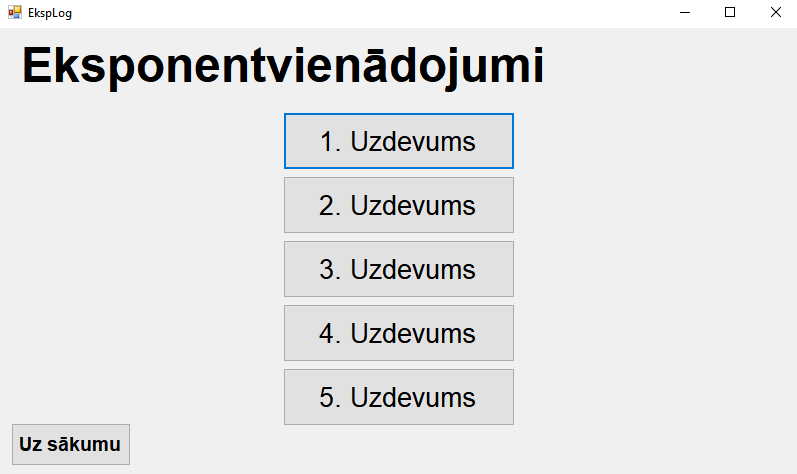 EkspLog
Eksponentvienādojumi
1. Uzdevums
2. Uzdevums
3. Uzdevums
4. Uzdevums
5. Uzdevums
Uz sākumu